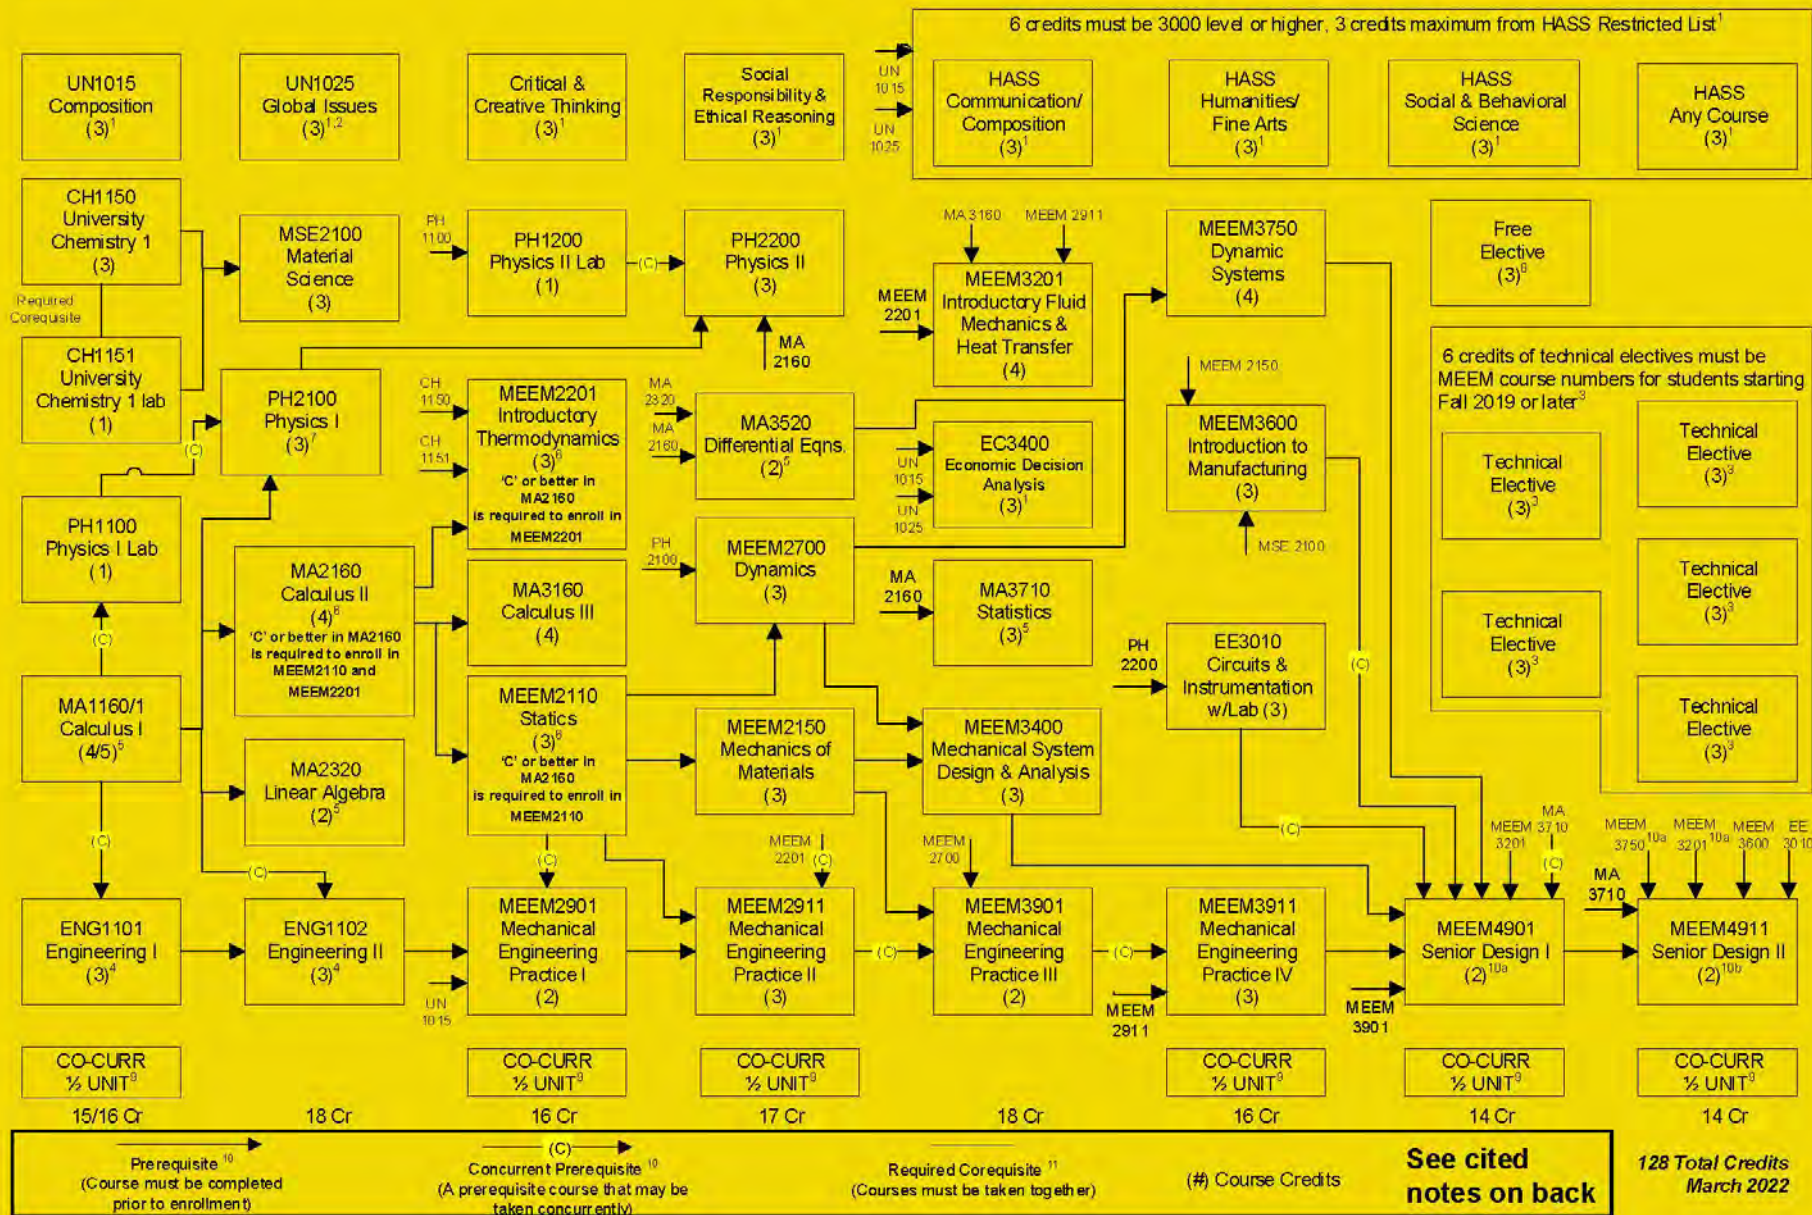 6 credits must be 3000 level or higher, 3 credits maximum from HASS Restricted List1
UN1015
Composition
(3)1
UN1025
Global Issues
(3)1,2
Critical &
Creative Thinking
(3)1
Social
Responsibility &
Ethical Reasoning
(3)1
UN
1015
UN
1025
HASS
Communication/
Composition
(3)1
HASS
Humanities/
Fine Arts
(3)1
HASS
Social & Behavioral
Science
(3)1
HASS
Any Course
(3)1
CH1150
University
Chemistry 1
(3)
Required
Corequisite
CH1151
University
Chemistry 1 lab
(1)
(C)
PH1100
Physics I Lab
(1)
(C)
MA1160/1
Calculus I
(4/5)5
(C)
ENG1101
Engineering I
(3)4
CO-CURR
½ UNIT9
15/16 Cr
MSE2100
Material
Science
(3)
PH2100
Physics I
(3)7
MA2160
Calculus II
(4)6
'C' or better in MA2160
is required to enroll in
MEEM2110 and
MEEM2201
MA2320
Linear Algebra
(2)5
(C)
ENG1102
Engineering II
(3)4
18 Cr
PH
1100
PH1200
Physics II Lab
(1)
(C)
CH
1150
CH
1151
MEEM2201
Introductory
Thermodynamics
(3)6
'C' or better in
MA2160
is required to enroll in
MEEM2201
MA3160
Calculus III
(4)
MEEM2110
Statics
(3)6
'C' or better in
MA2160
is required to enroll in
MEEM2110
(C)
MEEM2901
Mechanical
Engineering
Practice I
(2)
UN
1015
CO-CURR
½ UNIT9
16 Cr
PH2200
Physics II
(3)
MA
2160
MA
2320
MA
2160
MA3520
Differential Eqns.
(2)5
PH
2100
MEEM2700
Dynamics
(3)
MEEM2150
Mechanics of
Materials
(3)
MEEM
2201
(C)
MEEM2911
Mechanical
Engineering
Practice II
(3)
(C)
CO-CURR
½ UNIT9
17 Cr
MA 3160
MEEM 2911
MEEM
2201
MEEM3201
Introductory Fluid
Mechanics &
Heat Transfer
(4)
UN
1015
UN
1025
EC3400
Economic Decision
Analysis
(3)1
MA
2160
MA3710
Statistics
(3)5
MEEM3400
Mechanical System
Design & Analysis
(3)
MEEM
2700
MEEM3901
Mechanical
Engineering
Practice III
(2)
(C)
18 Cr
MEEM3750
Dynamic
Systems
(4)
MEEM 2150
MEEM3600
Introduction to
Manufacturing
(3)
MSE 2100
PH
2200
EE3010
Circuits &
Instrumentation
w/Lab (3)
(C)
(C)
MEEM3911
Mechanical
Engineering
Practice IV
(3)
MEEM
2911
CO-CURR
½ UNIT9
16 Cr
Free
Elective
(3)8
6 credits of technical electives must be
MEEM course numbers for students starting
Fall 2019 or later3
Technical
Elective
(3)3
Technical
Elective
(3)3
Technical
Elective
(3)3
Technical
Elective
(3)3
Technical
Elective
(3)3
MEEM
3201
MA
3710
(C)
MEEM4901
Senior Design I
(2)10a
MEEM
3901
CO-CURR
½ UNIT9
14 Cr
MEEM
3750 10a
MEEM
3201 10a
MEEM
3600
EE
3010
MA
3710
MEEM4911
Senior Design II
(2)10b
CO-CURR
½ UNIT9
14 Cr
Prerequisite 10
(Course must be completed
prior to enrollment)
(C)
Concurrent Prerequisite 10
(A prerequisite course that may be
taken concurrently)
Required Corequisite 11
(Courses must be taken together)
(#) Course Credits
See cited
notes on back
128 Total Credits
March 2022